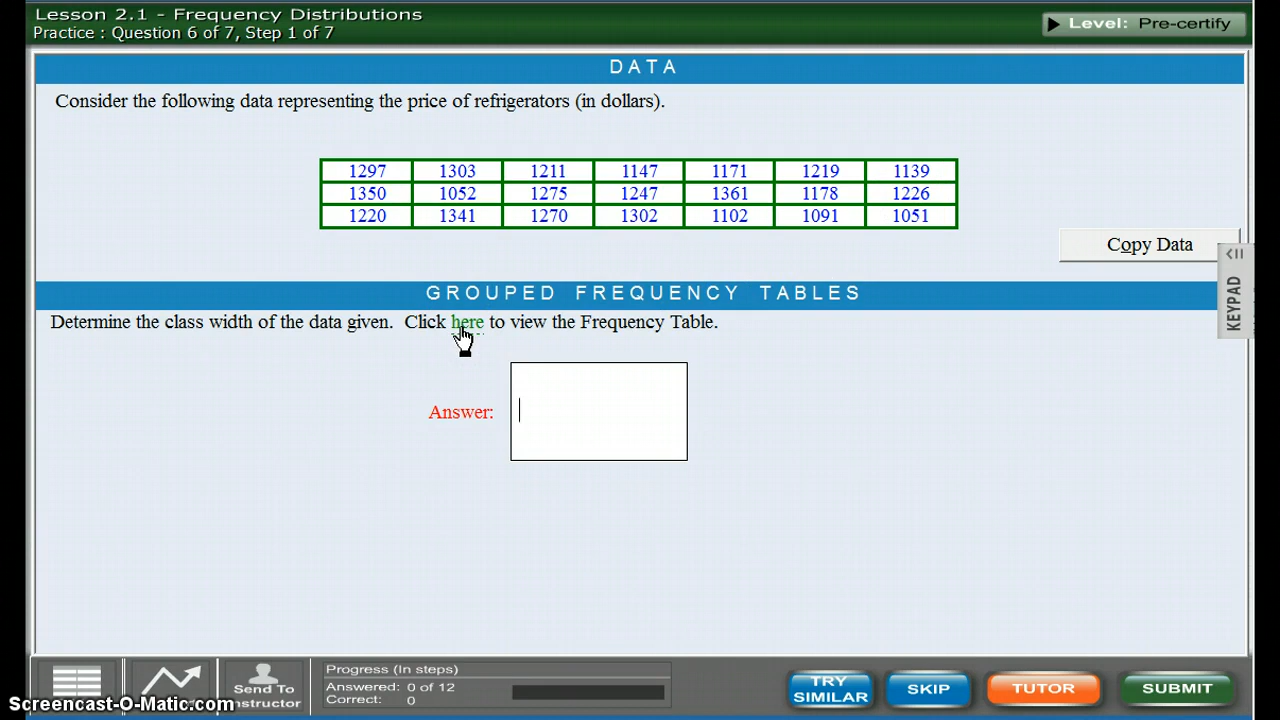 Lesson 2.1 - Frequency Distributions
Practice : Question 6 of 7, Step 1 of 7
Level: Pre-certify
DATA
Consider the following data representing the price of refrigerators (in dollars).
1297 1303 1211 1147 1171 1219 1139
1350 1052 1275 1247 1361 1178 1226
1220 1341 1270 1302 1102 1091 1051
Copy Data
KEYPAD
GROUPED FREQUENCY TABLES
Determine the class width of the data given. Click here to view the Frequency Table.
Answer:
Send To
Instructor
Progress (In steps)
Answered: 0 of 12
Correct: 0
TRY
SIMILAR
SKIP
TUTOR
SUBMIT
Screencast-O-Matic.com